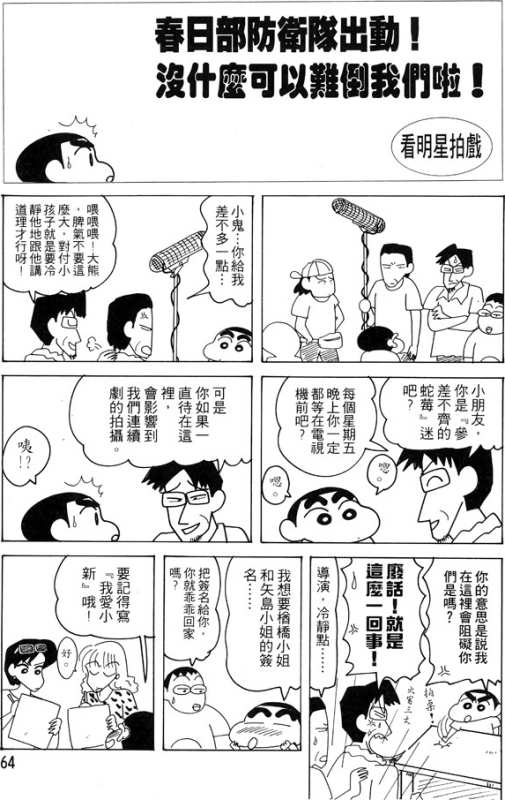 春日部防衛隊出動！
沒什麼可以難倒我們啦！
看明星拍戲
小鬼…你給我
差不多一點…
喂喂喂！大熊
，脾氣不要這
麼大，對付小
孩子就是要冷
靜地跟他講
道理才行呀！
小朋友，
你是『參
差不齊的
蛇莓』迷
吧？
嗯。
每個星期五
晚上你一定
都等在電視
機前吧？
嗯。
可是
你如果一
直待在這
裡，
會影響到
我們連續
劇的拍攝。
咦！？
你的意思是說我
在這裡會阻礙你
們是嗎？
拍桌！
火冒三丈
廢話！就是
這麼一回事！
導演，冷靜點……
我想要楢橋小姐
和矢島小姐的簽
名……
把簽名給你，
你就乖乖回家
嗎？
要記得寫
『我愛小
新』哦！
好。
64